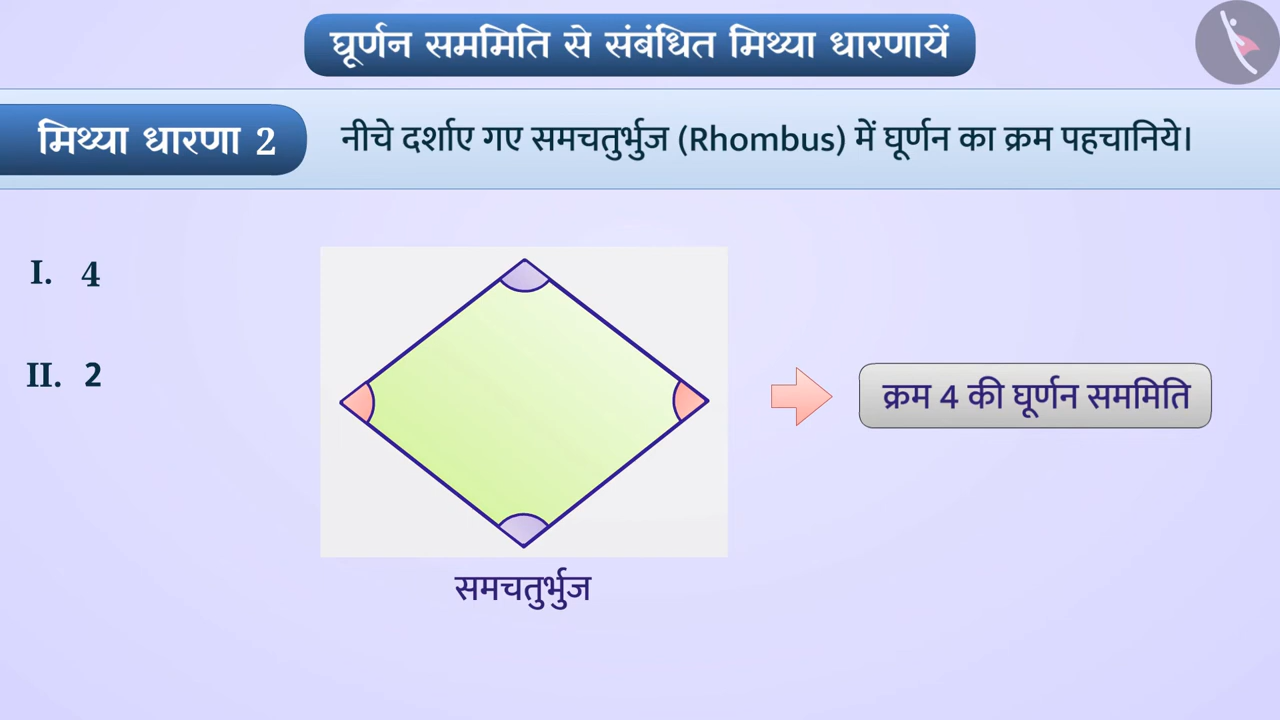 घूर्णन सममिति से संबंधित मिथ्या धारणायें
मिथ्या धारणा 2
नीचे दर्शाए गए समचतुर्भुज (Rhombus) में घूर्णन का क्रम पहचानिये।
I. 4
II. 2
क्रम 4 की घूर्णन सममिति
समचतुर्भुज